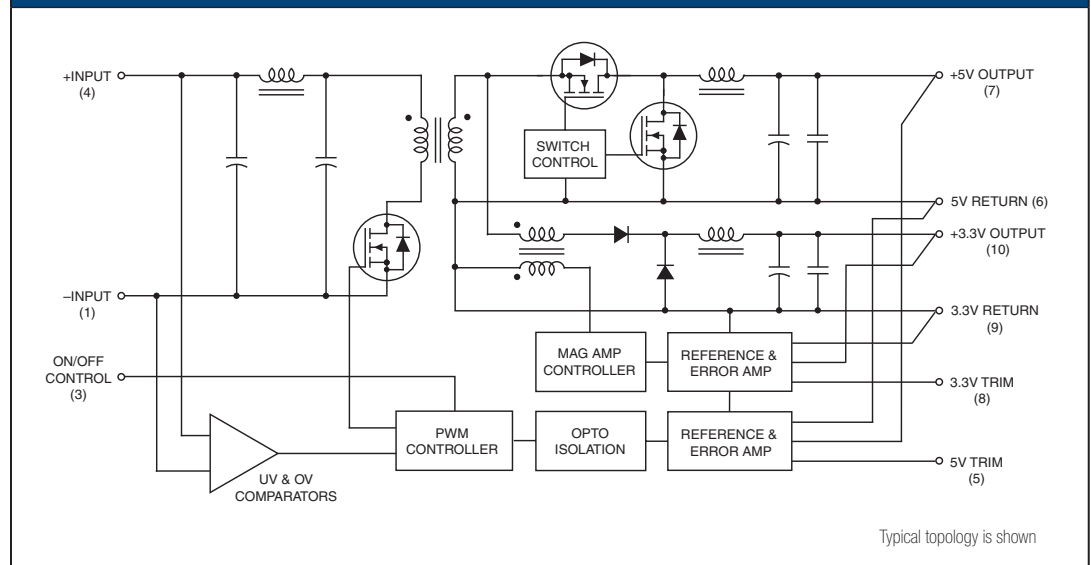 +INPUT
(4)
–INPUT
(1)
ON/OFF
CONTROL
(3)
UV & OV
COMPARATORS
PWM
CONTROLLER
OPTO
ISOLATION
SWITCH
CONTROL
MAG AMP
CONTROLLER
REFERENCE &
ERROR AMP
REFERENCE &
ERROR AMP
+5V OUTPUT
(7)
5V RETURN (6)
+3.3V OUTPUT
(10)
3.3V RETURN
(9)
3.3V TRIM
(8)
5V TRIM
(5)
Typical topology is shown